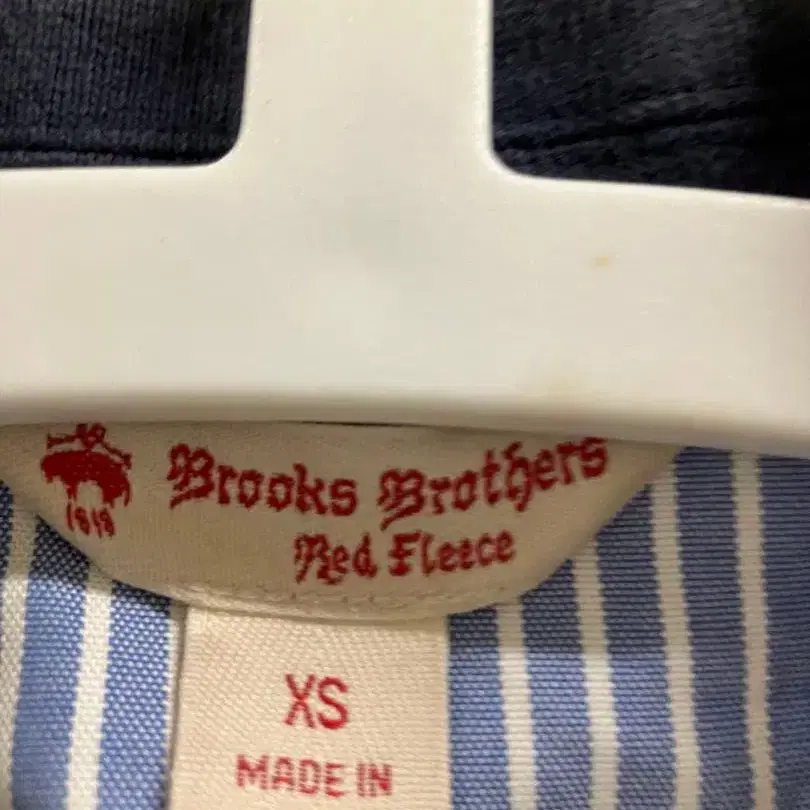 Brooks Brothers
Red Fleece
1818
XS
MADE IN